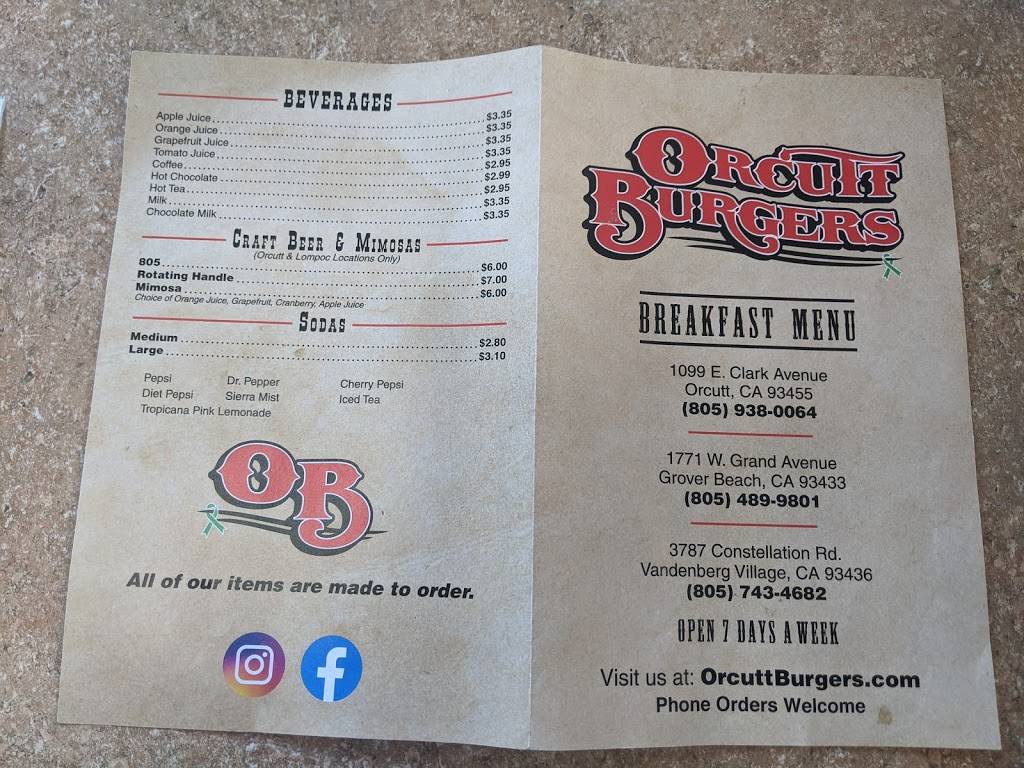 BEVERAGES
Apple Juice $3.35
Orange Juice $3.35
Grapefruit Juice $3.35
Tomato Juice $3.35
Coffee $2.95
Hot Chocolate $2.99
Hot Tea $2.95
Milk $3.35
Chocolate Milk $3.35
CRAFT BEER & MIMOSAS
(Orcutt & Lompoc Locations Only)
805 $6.00
Rotating Handle $7.00
Mimosa $6.00
Choice of Orange Juice, Grapefruit, Cranberry, Apple Juice
SODAS
Medium $2.80
Large $3.10
Pepsi Dr. Pepper Cherry Pepsi
Diet Pepsi Sierra Mist Iced Tea
Tropicana Pink Lemonade
OB
All of our items are made to order.
ORCUTT
BURGERS
BREAKFAST MENU
1099 E. Clark Avenue
Orcutt, CA 93455
(805) 938-0064
1771 W. Grand Avenue
Grover Beach, CA 93433
(805) 489-9801
3787 Constellation Rd.
Vandenberg Village, CA 93436
(805) 743-4682
OPEN 7 DAYS A WEEK
Visit us at: OrcuttBurgers.com
Phone Orders Welcome